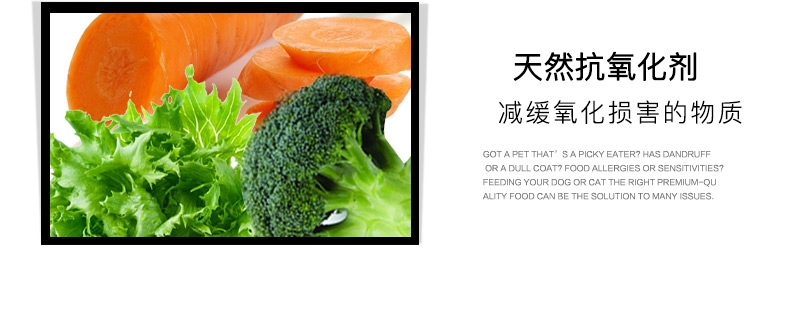 天然抗氧化剂
减缓氧化损害的物质
GOT A PET THAT'S A PICKY EATER? HAS DANDRUFF
OR A DULL COAT? FOOD ALLERGIES OR SENSITIVITIES?
FEEDING YOUR DOG OR CAT THE RIGHT PREMIUM-QU
ALITY FOOD CAN BE THE SOLUTION TO MANY ISSUES.